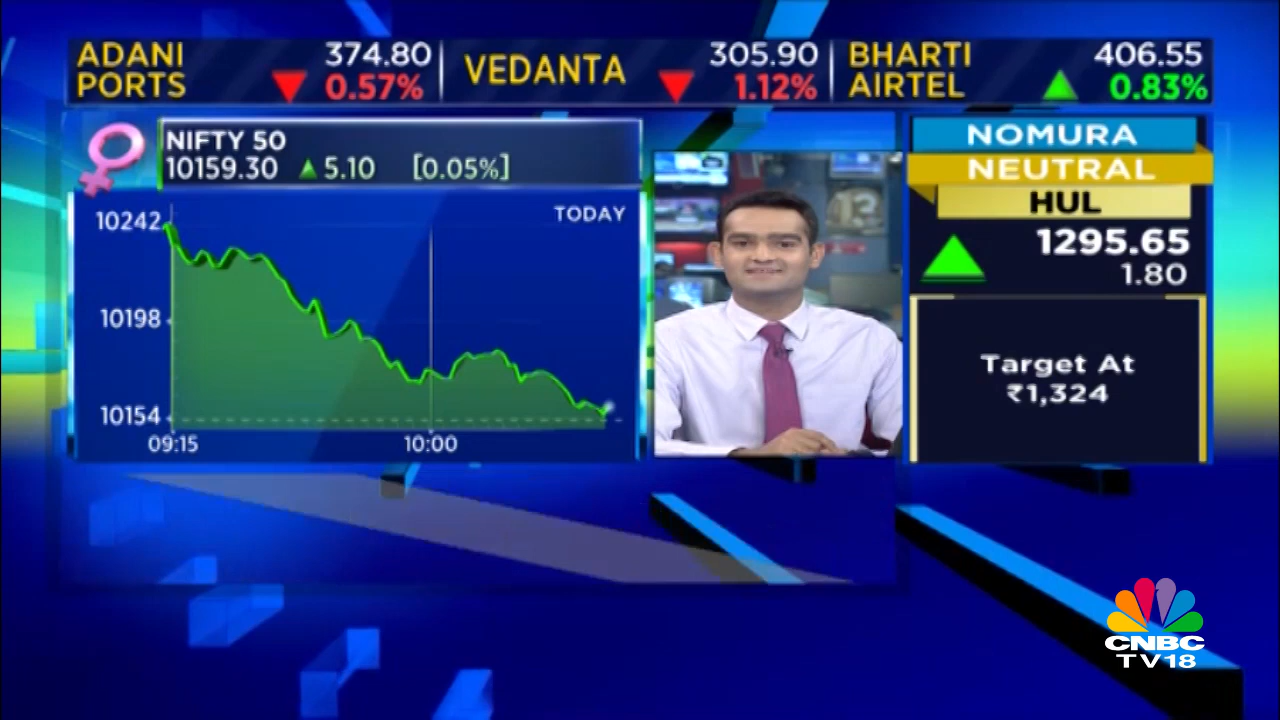 ADANI PORTS
374.80
0.57%
VEDANTA
305.90
1.12%
BHARTI AIRTEL
406.55
0.83%
NIFTY 50
10159.30 5.10 [0.05%]
TODAY
10242
10198
10154
09:15
10:00
NOMURA
NEUTRAL
HUL
1295.65
1.80
Target At
₹1,324
CNBC
TV18